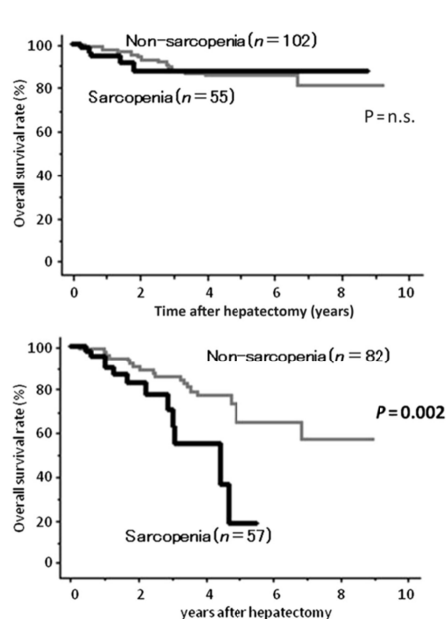 Non-sarcopenia(n=102)
100
80
60
40
20
0
Overall survival rate (%)
Sarcopenia(n=55)
P=n.s.
0 2 4 6 8 10
Time after hepatectomy (years)
Non-sarcopenia(n=82)
100
80
60
40
20
0
Overall survival rate (%)
P=0.002
Sarcopenia(n=57)
0 2 4 6 8 10
years after hepatectomy